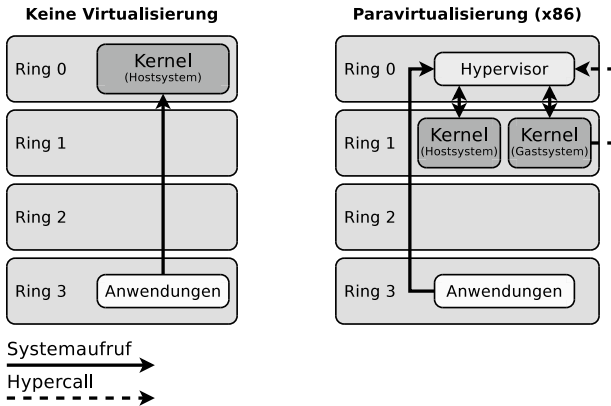 Keine Virtualisierung
Ring 0
Kernel
(Hostsystem)
Ring 1
Ring 2
Ring 3
Anwendungen
Systemaufruf
Hypercall
Paravirtualisierung (x86)
Ring 0
Hypervisor
Ring 1
Kernel
(Hostsystem)
Kernel
(Gastsystem)
Ring 2
Ring 3
Anwendungen